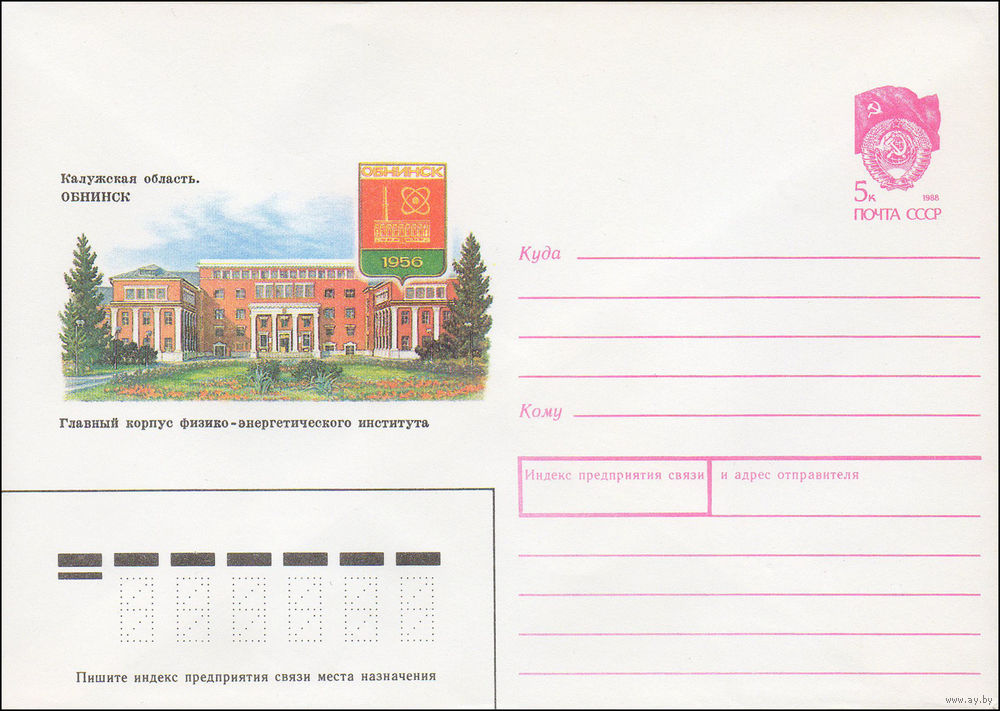 Калужская область.
ОБНИНСК
ОБНИНСК
1956
Главный корпус физико-энергетического института
5к 1988
ПОЧТА СССР
Куда
Кому
Индекс предприятия связи и адрес отправителя
Пишите индекс предприятия связи места назначения
www.ay.by